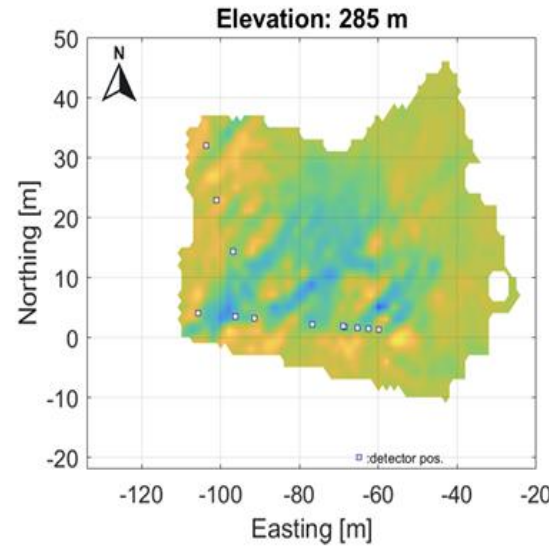 Elevation: 285 m
N
50
40
30
20
10
0
-10
-20
Northing [m]
:detector pos.
-120 -100 -80 -60 -40 -20
Easting [m]